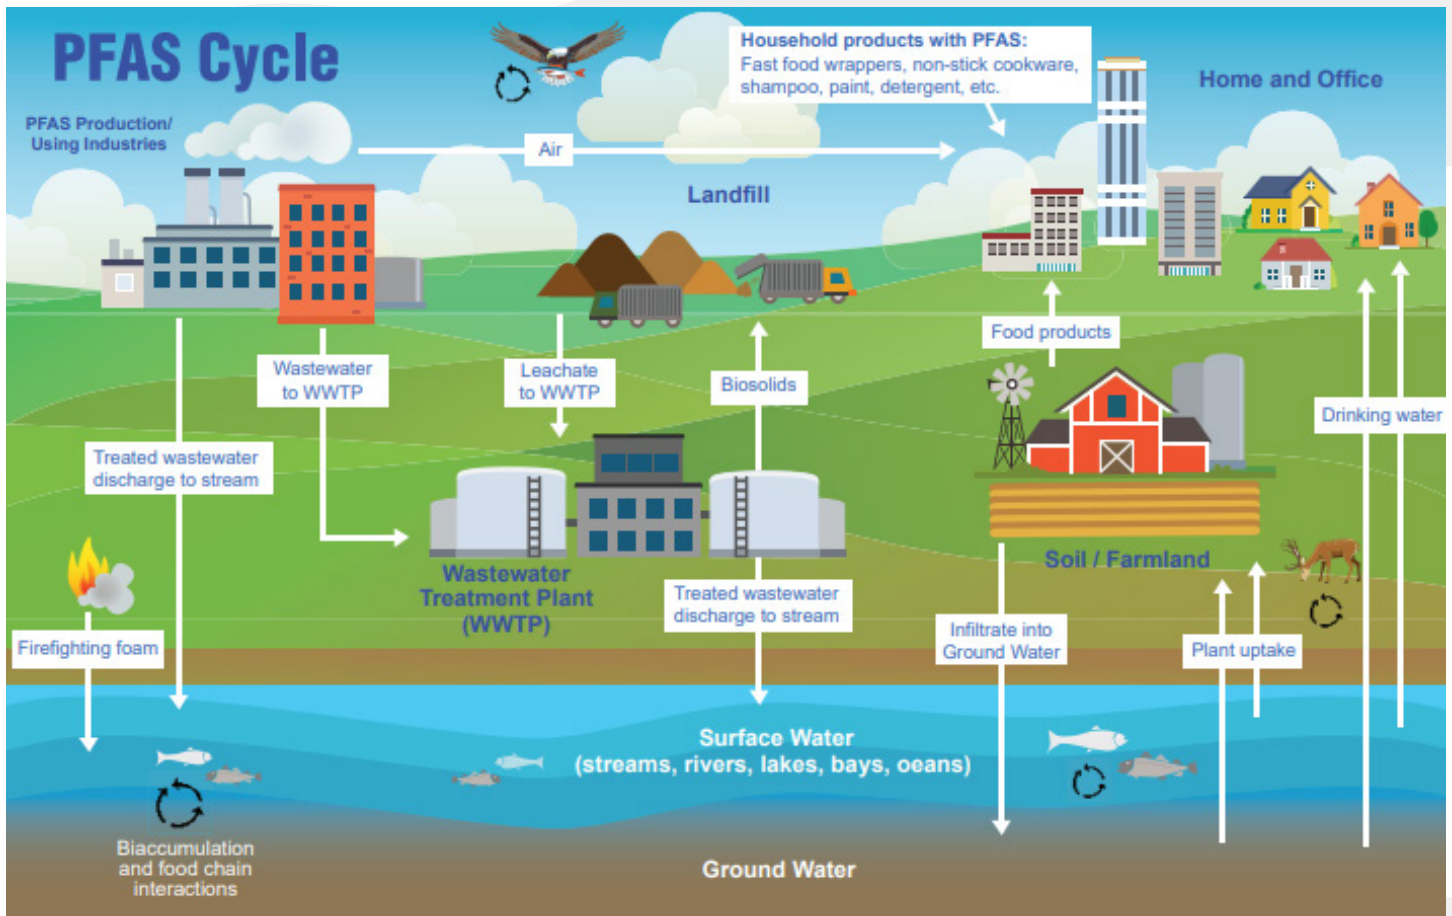 PFAS Cycle
Household products with PFAS:
Fast food wrappers, non-stick cookware,
shampoo, paint, detergent, etc.
Home and Office
PFAS Production/
Using Industries
Air
Landfill
Food products
Wastewater
to WWTP
Leachate
to WWTP
Biosolids
Drinking water
Treated wastewater
discharge to stream
Soil / Farmland
Wastewater
Treatment Plant
(WWTP)
Treated wastewater
discharge to stream
Infiltrate into
Ground Water
Plant uptake
Firefighting foam
Surface Water
(streams, rivers, lakes, bays, oeans)
Biaccumulation
and food chain
interactions
Ground Water